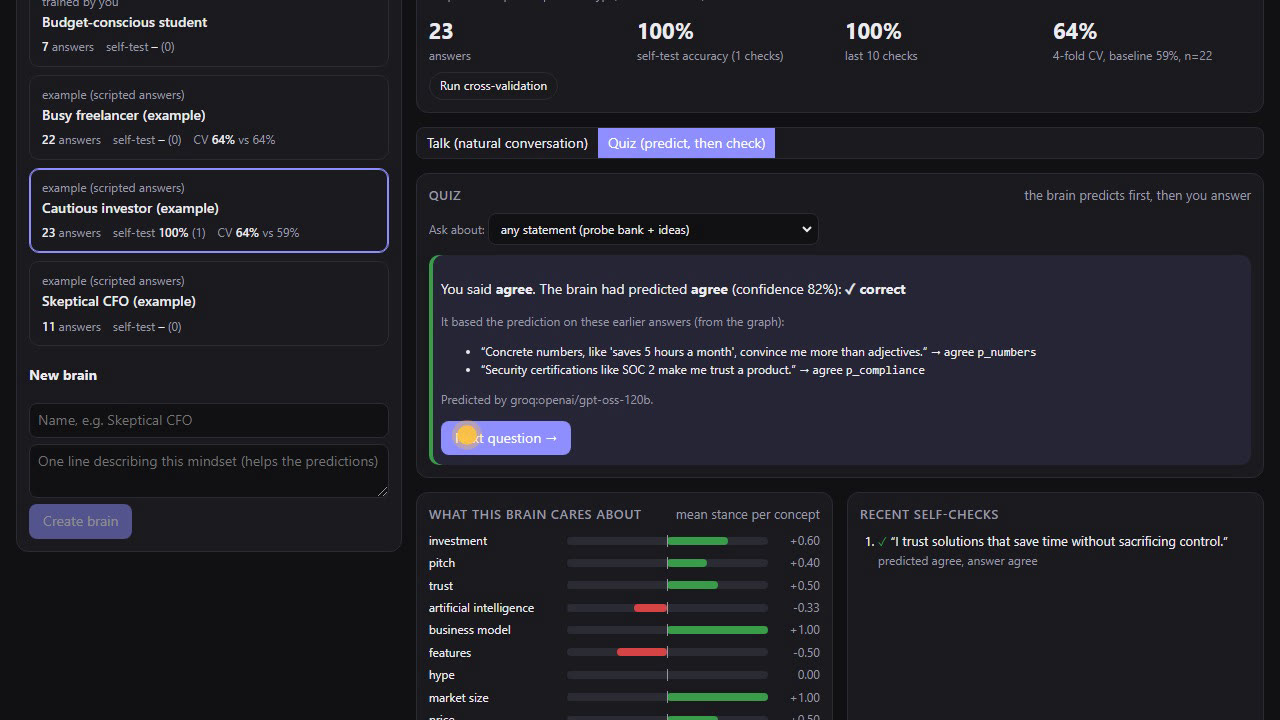 trained by you
Budget-conscious student
7 answers self-test – (0)
example (scripted answers)
Busy freelancer (example)
22 answers self-test – (0) CV 64% vs 64%
example (scripted answers)
Cautious investor (example)
23 answers self-test 100% (1) CV 64% vs 59%
example (scripted answers)
Skeptical CFO (example)
11 answers self-test – (0)
New brain
Name, e.g. Skeptical CFO
One line describing this mindset (helps the predictions)
Create brain
23
answers
100%
self-test accuracy (1 checks)
100%
last 10 checks
64%
4-fold CV, baseline 59%, n=22
Run cross-validation
Talk (natural conversation)
Quiz (predict, then check)
QUIZ
the brain predicts first, then you answer
Ask about: any statement (probe bank + ideas)
You said agree. The brain had predicted agree (confidence 82%): ✓ correct
It based the prediction on these earlier answers (from the graph):
• “Concrete numbers, like 'saves 5 hours a month', convince me more than adjectives.” → agree p_numbers
• “Security certifications like SOC 2 make me trust a product.” → agree p_compliance
Predicted by groq:openai/gpt-oss-120b.
question →
WHAT THIS BRAIN CARES ABOUT
mean stance per concept
investment +0.60
pitch +0.40
trust +0.50
artificial intelligence -0.33
business model +1.00
features -0.50
hype 0.00
market size +1.00
price +0.50
RECENT SELF-CHECKS
1. ✓ “I trust solutions that save time without sacrificing control.”
predicted agree, answer agree